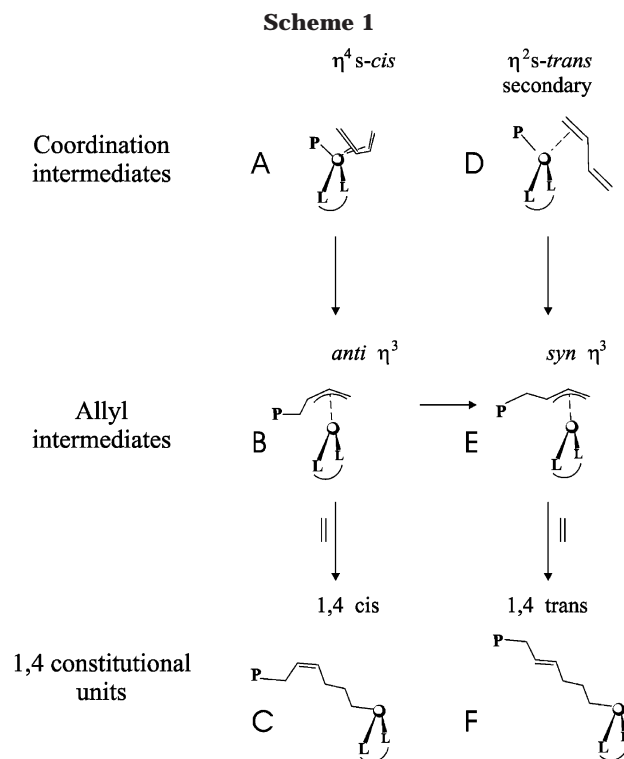 Scheme 1
η⁴ s-cis
η²s-trans
secondary
Coordination
intermediates
A
P
L
L
D
P
L
L
anti η³
syn η³
Allyl
intermediates
P
B
L
L
P
E
L
L
||
||
1,4 cis
1,4 trans
1,4 constitutional
units
P
C
L
L
P
F
L
L